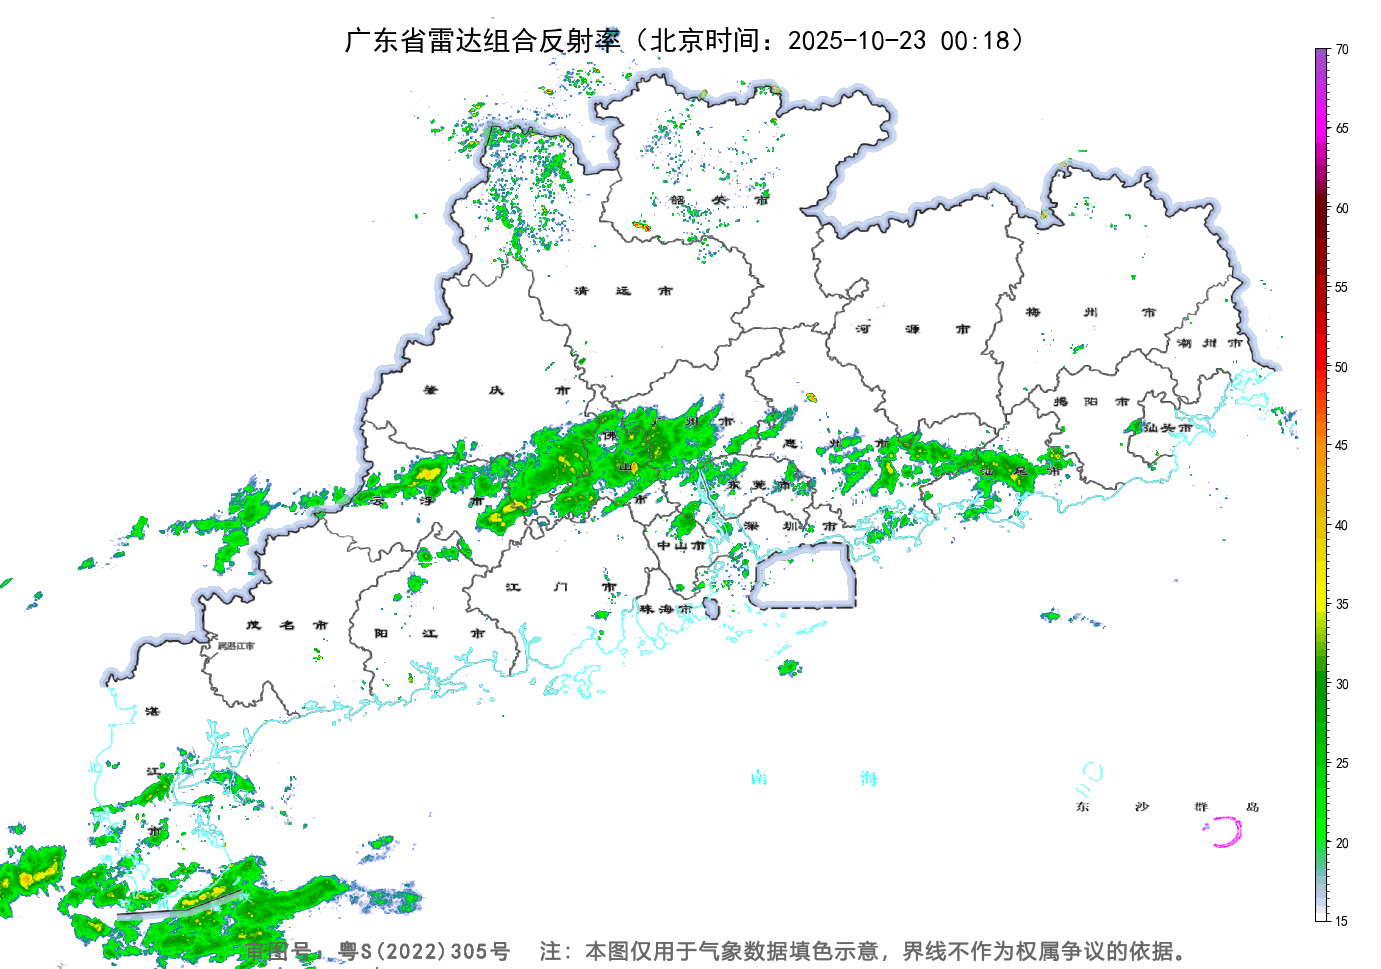 广东省雷达组合反射率（北京时间：2025-10-23 00:18）
70
65
60
55
50
45
40
35
30
25
20
15
韶关市
清远市
河源市
梅州市
潮州市
肇庆市
揭阳市
汕头市
广州市
惠州市
佛山市
汕尾市
东莞市
云浮市
深圳市
中山市
江门市
珠海市
茂名市
阳江市
属湛江市
湛江市
南海
东沙群岛
审图号：粤S(2022)305号 注：本图仅用于气象数据填色示意，界线不作为权属争议的依据。